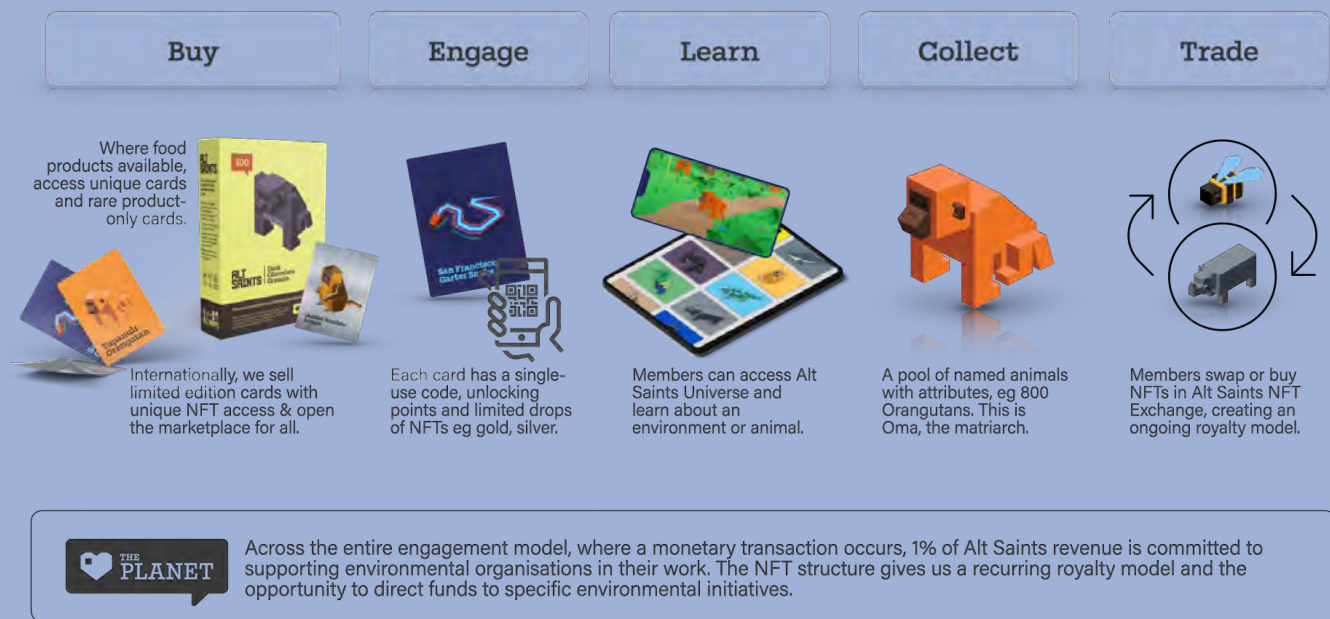 Buy
Engage
Learn
Collect
Trade
Where food
products available,
access unique cards
and rare product-
only cards.
100
ALT
SAINTS
ALT
SAINTS
Dark
Chocolate
Granola
Tapanuli
Orangutan
Internationally, we sell
limited edition cards with
unique NFT access & open
the marketplace for all.
San Francisco
Garter
Each card has a single-
use code, unlocking
points and limited drops
of NFTs eg gold, silver.
Members can access Alt
Saints Universe and
learn about an
environment or animal.
A pool of named animals
with attributes, eg 800
Orangutans. This is
Oma, the matriarch.
Members swap or buy
NFTs in Alt Saints NFT
Exchange, creating an
ongoing royalty model.
THE
PLANET
Across the entire engagement model, where a monetary transaction occurs, 1% of Alt Saints revenue is committed to
supporting environmental organisations in their work. The NFT structure gives us a recurring royalty model and the
opportunity to direct funds to specific environmental initiatives.